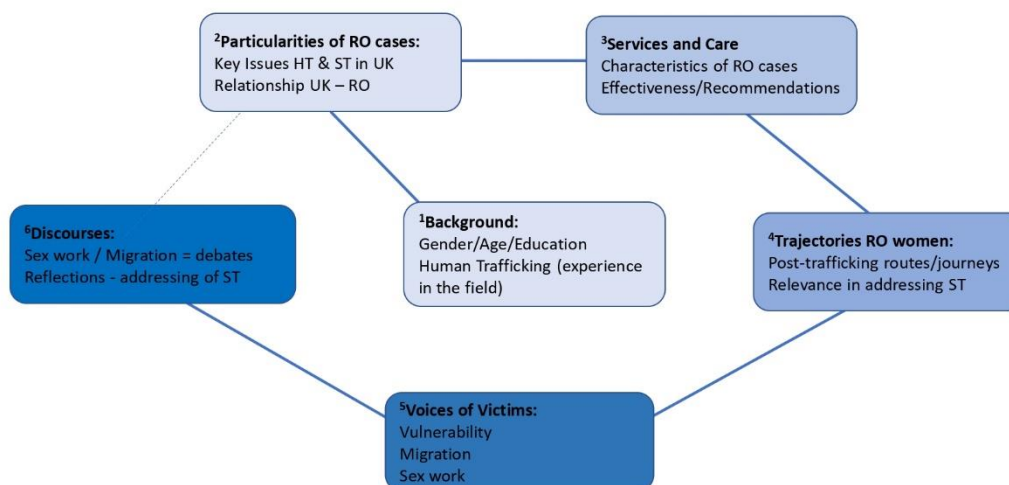 ²Particularities of RO cases:
Key Issues HT & ST in UK
Relationship UK – RO
³Services and Care
Characteristics of RO cases
Effectiveness/Recommendations
⁶Discourses:
Sex work / Migration = debates
Reflections - addressing of ST
¹Background:
Gender/Age/Education
Human Trafficking (experience
in the field)
⁴Trajectories RO women:
Post-trafficking routes/journeys
Relevance in addressing ST
⁵Voices of Victims:
Vulnerability
Migration
Sex work